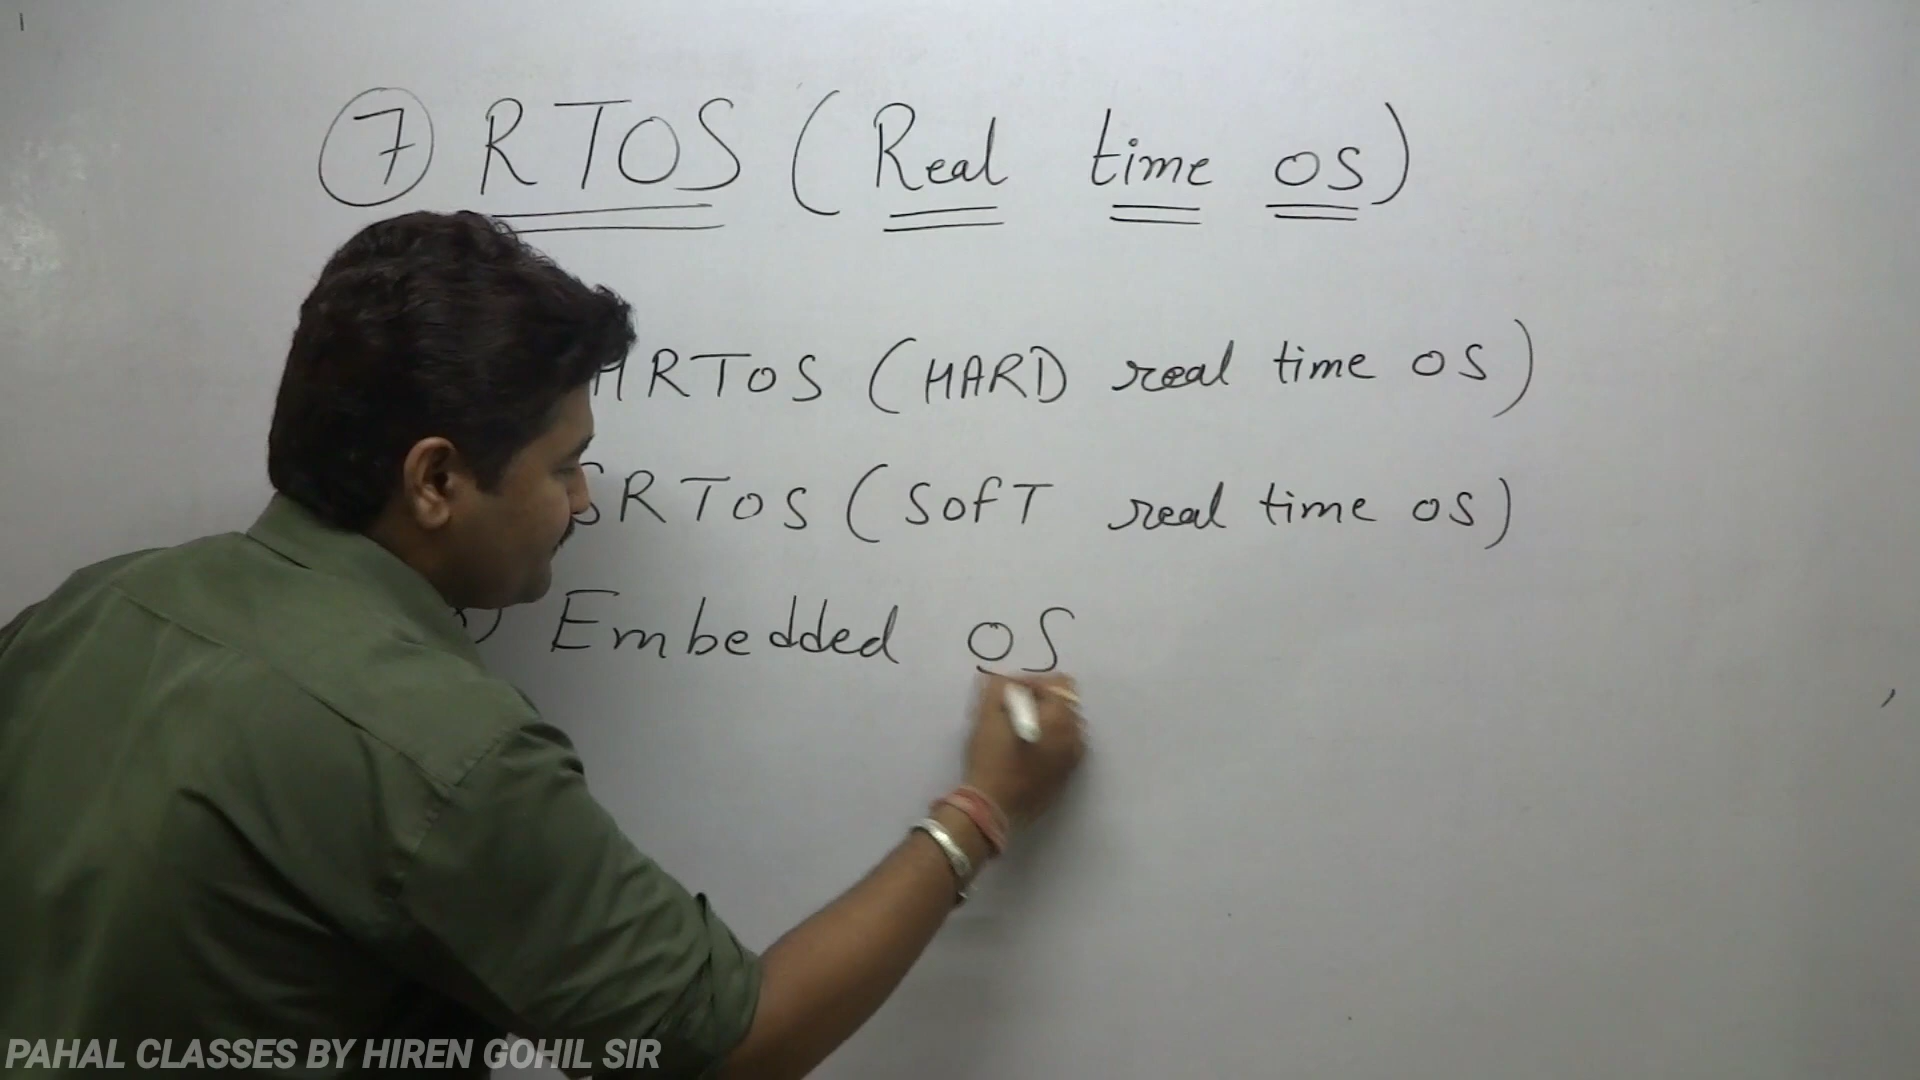 7 RTOS ( Real time OS )
HRTOS ( HARD real time OS )
SRTOS ( SOFT real time OS )
Embedded OS
PAHAL CLASSES BY HIREN GOHIL SIR